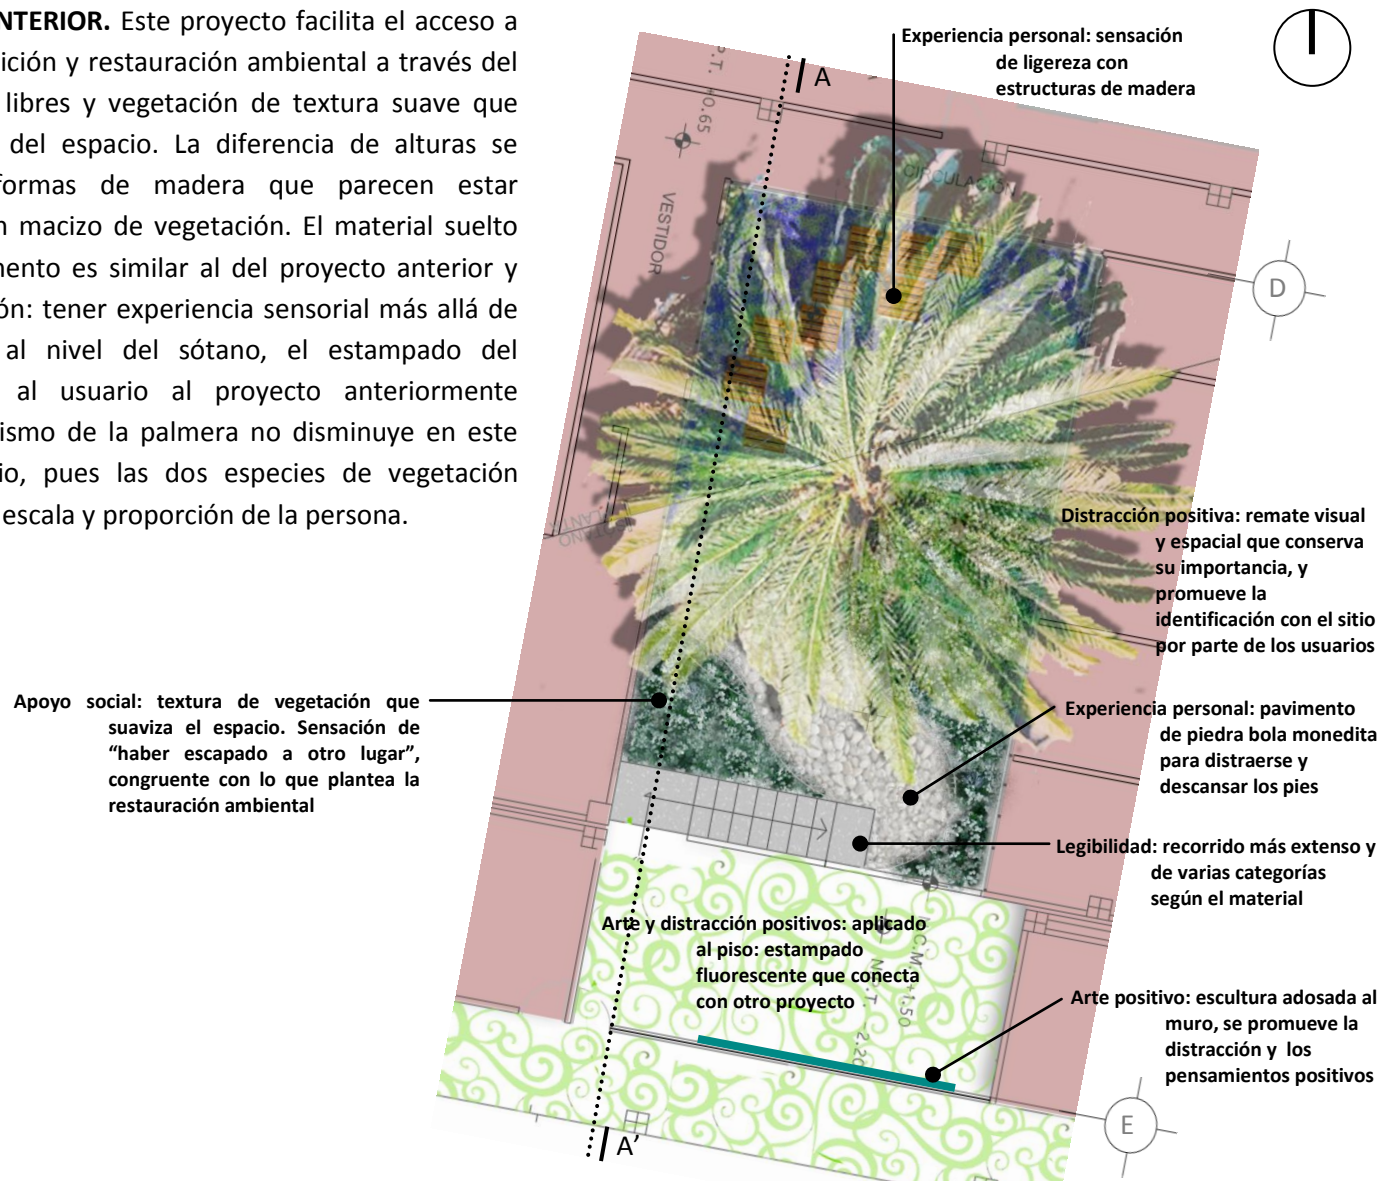 NTERIOR. Este proyecto facilita el acceso a
ición y restauración ambiental a través del
libres y vegetación de textura suave que
del espacio. La diferencia de alturas se
formas de madera que parecen estar
n macizo de vegetación. El material suelto
mento es similar al del proyecto anterior y
ón: tener experiencia sensorial más allá de
al nivel del sótano, el estampado del
al usuario al proyecto anteriormente
ismo de la palmera no disminuye en este
io, pues las dos especies de vegetación
escala y proporción de la persona.
Experiencia personal: sensación
de ligereza con
estructuras de madera
A
P.T. +0.65
VESTIDOR
CIRCULACIÓN
D
SÓTANO
PLANTA
Distracción positiva: remate visual
y espacial que conserva
su importancia, y
promueve la
identificación con el sitio
por parte de los usuarios
Apoyo social: textura de vegetación que
suaviza el espacio. Sensación de
“haber escapado a otro lugar”,
congruente con lo que plantea la
restauración ambiental
Experiencia personal: pavimento
de piedra bola monedita
para distraerse y
descansar los pies
Legibilidad: recorrido más extenso y
de varias categorías
según el material
Arte y distracción positivos: aplicado
al piso: estampado
fluorescente que conecta
con otro proyecto
N.C.M. +1.50
N.P.T. -2.20
Arte positivo: escultura adosada al
muro, se promueve la
distracción y los
pensamientos positivos
E
A’